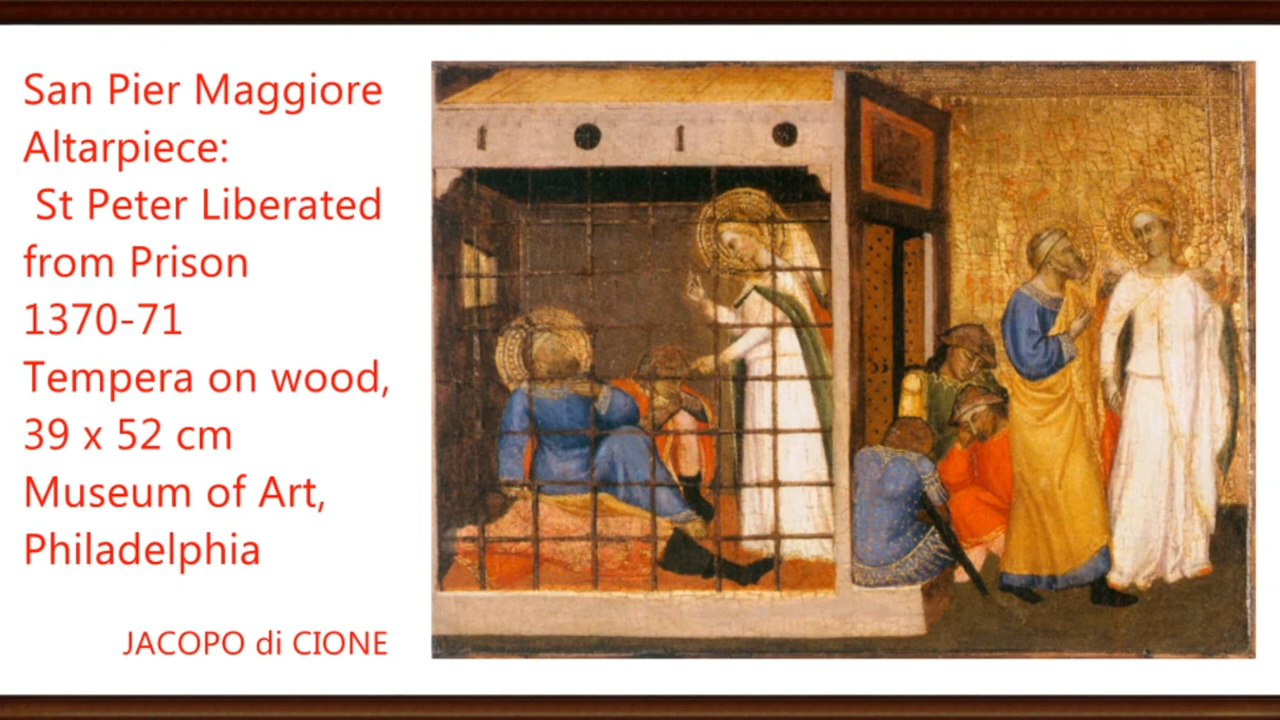 San Pier Maggiore
Altarpiece:
St Peter Liberated
from Prison
1370-71
Tempera on wood,
39 x 52 cm
Museum of Art,
Philadelphia
JACOPO di CIONE